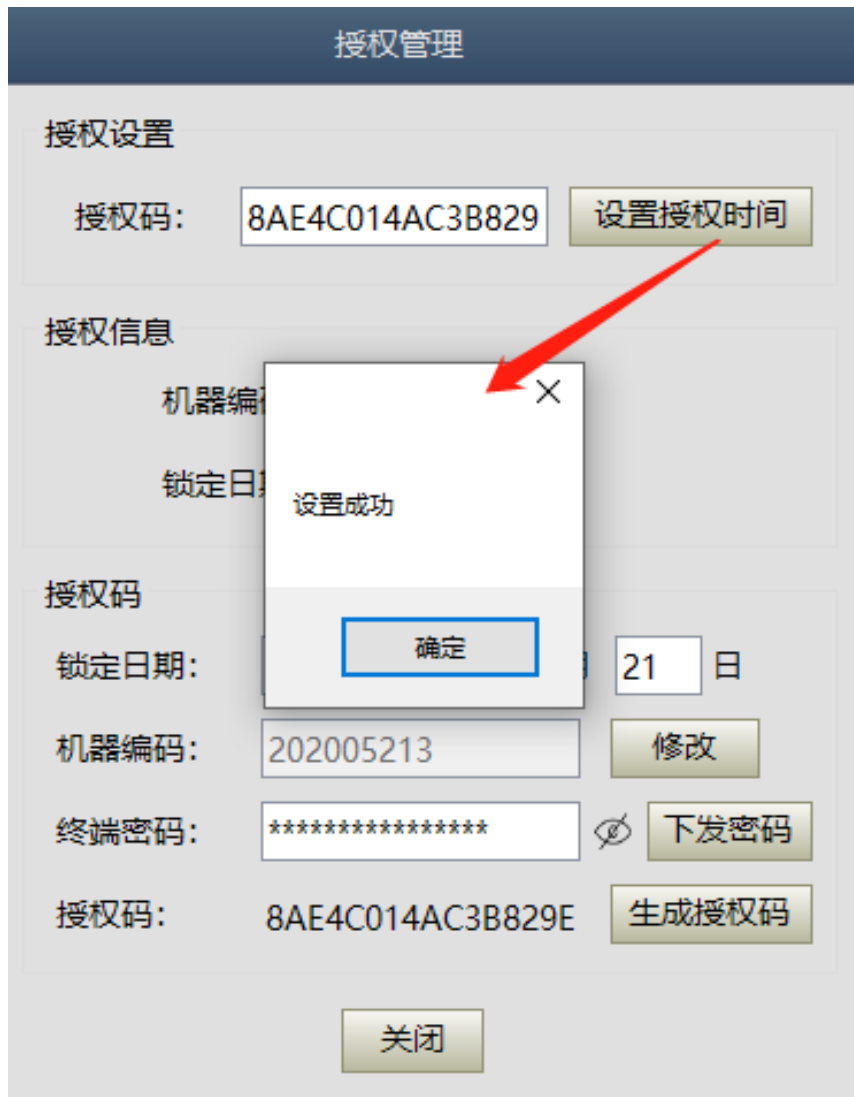 授权管理
授权设置
授权码: 8AE4C014AC3B829 设置授权时间
授权信息
机器编
锁定日
设置成功
确定
授权码
锁定日期: 21 日
机器编码: 202005213 修改
终端密码: **************** 下发密码
授权码: 8AE4C014AC3B829E 生成授权码
关闭